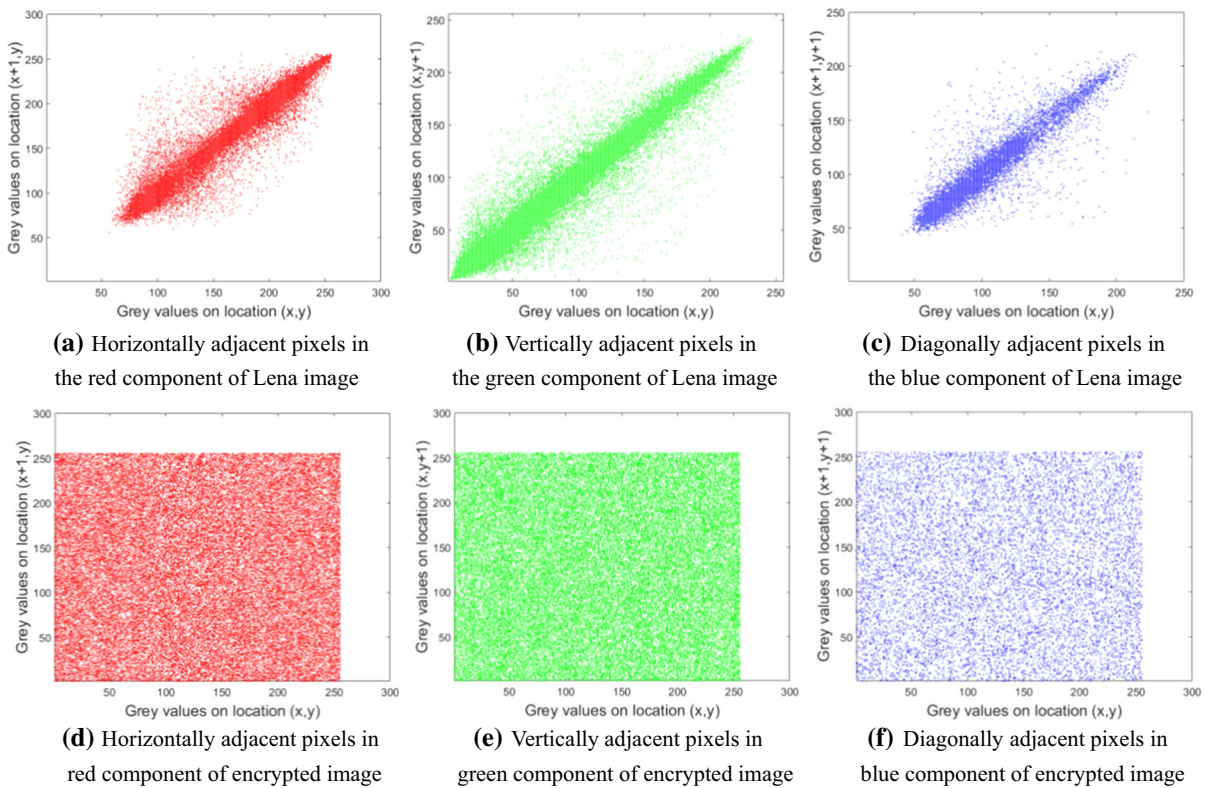 300
250
200
150
100
50
Grey values on location (x+1,y)
50 100 150 200 250 300
Grey values on location (x,y)
(a) Horizontally adjacent pixels in
the red component of Lena image
250
200
150
100
50
Grey values on location (x,y+1)
50 100 150 200 250
Grey values on location (x,y)
(b) Vertically adjacent pixels in
the green component of Lena image
250
200
150
100
50
Grey values on location (x+1,y+1)
50 100 150 200 250
Grey values on location (x,y)
(c) Diagonally adjacent pixels in
the blue component of Lena image
300
250
200
150
100
50
Grey values on location (x+1,y)
50 100 150 200 250 300
Grey values on location (x,y)
(d) Horizontally adjacent pixels in
red component of encrypted image
300
250
200
150
100
50
Grey values on location (x,y+1)
50 100 150 200 250 300
Grey values on location (x,y)
(e) Vertically adjacent pixels in
green component of encrypted image
300
250
200
150
100
50
Grey values on location (x+1,y+1)
50 100 150 200 250 300
Grey values on location (x,y)
(f) Diagonally adjacent pixels in
blue component of encrypted image